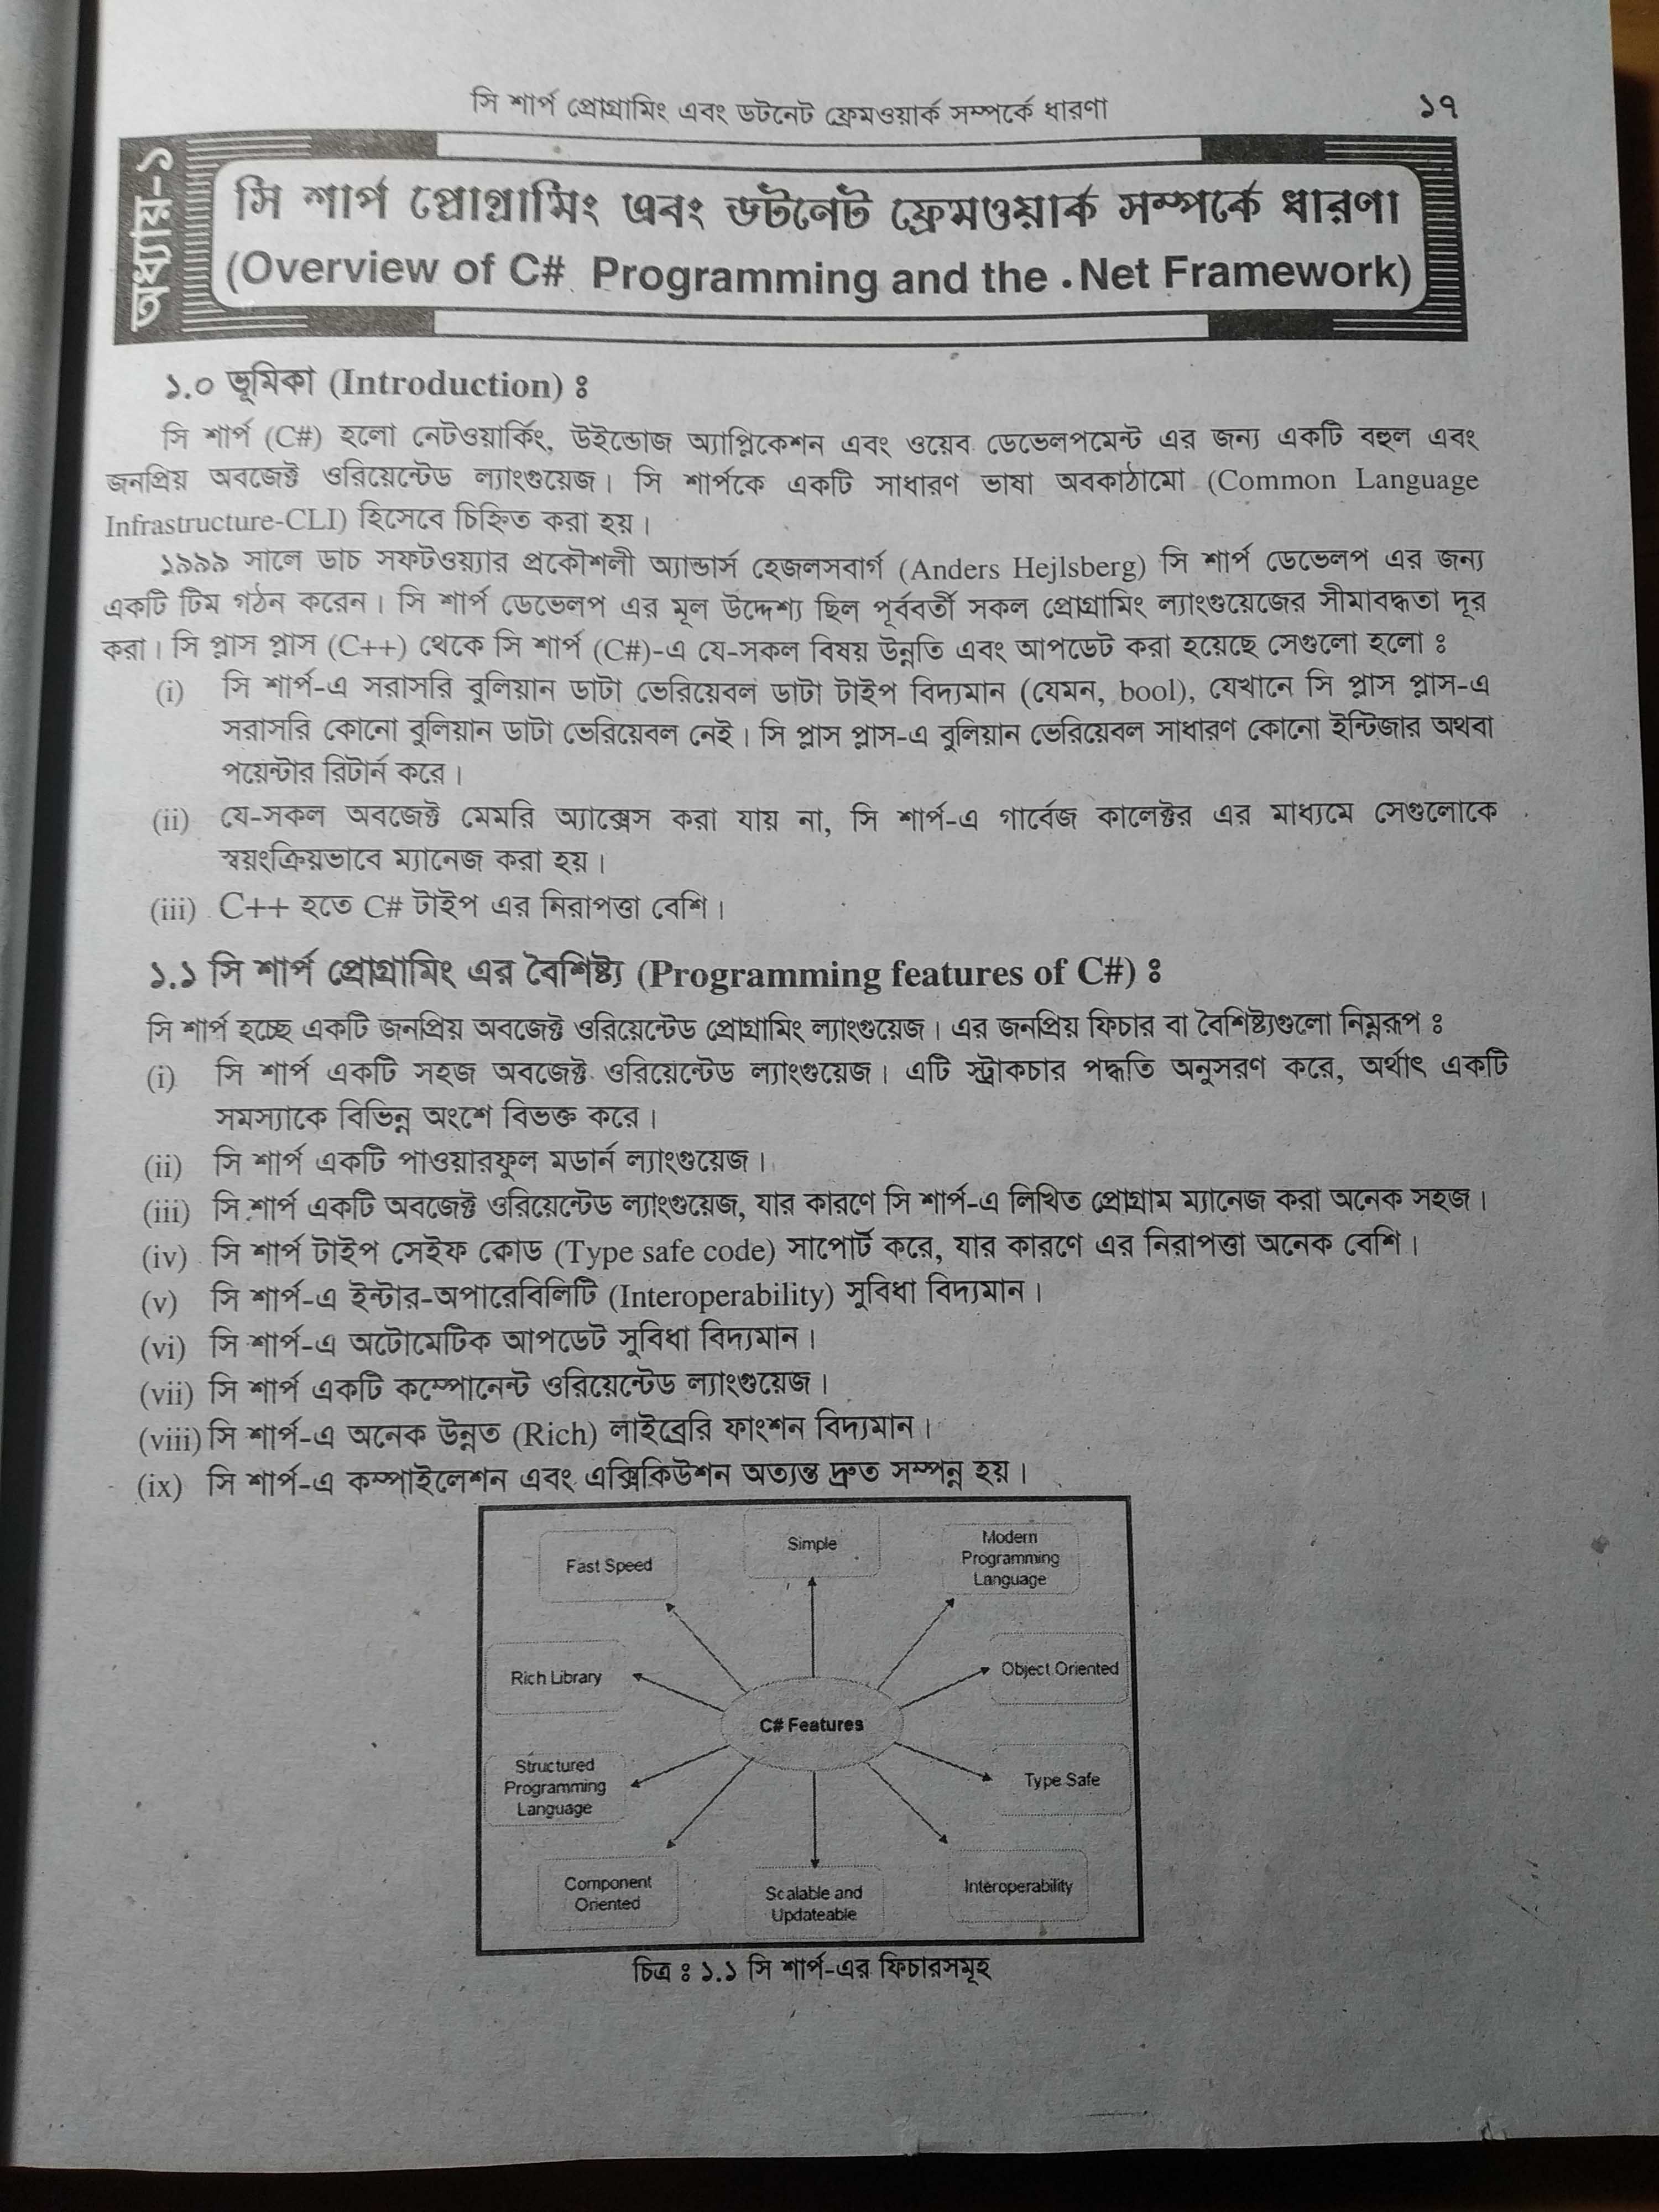 সি শার্প প্রোগ্রামিং এবং ডটনেট ফ্রেমওয়ার্ক সম্পর্কে ধারণা ১৭
অধ্যায়-১
সি শার্প প্রোগ্রামিং এবং ডটনেট ফ্রেমওয়ার্ক সম্পর্কে ধারণা
(Overview of C# Programming and the .Net Framework)
১.০ ভূমিকা (Introduction) ঃ
সি শার্প (C#) হলো নেটওয়ার্কিং, উইন্ডোজ অ্যাপ্লিকেশন এবং ওয়েব ডেভেলপমেন্ট এর জন্য একটি বহুল এবং
জনপ্রিয় অবজেক্ট ওরিয়েন্টেড ল্যাংগুয়েজ। সি শার্পকে একটি সাধারণ ভাষা অবকাঠামো (Common Language
Infrastructure-CLI) হিসেবে চিহ্নিত করা হয়।
১৯৯৯ সালে ডাচ সফটওয়্যার প্রকৌশলী অ্যান্ডার্স হেজলসবার্গ (Anders Hejlsberg) সি শার্প ডেভেলপ এর জন্য
একটি টিম গঠন করেন। সি শার্প ডেভেলপ এর মূল উদ্দেশ্য ছিল পূর্ববর্তী সকল প্রোগ্রামিং ল্যাংগুয়েজের সীমাবদ্ধতা দূর
করা। সি প্লাস প্লাস (C++) থেকে সি শার্প (C#)-এ যে-সকল বিষয় উন্নতি এবং আপডেট করা হয়েছে সেগুলো হলো ঃ
(i) সি শার্প-এ সরাসরি বুলিয়ান ডাটা ভেরিয়েবল ডাটা টাইপ বিদ্যমান (যেমন, bool), যেখানে সি প্লাস প্লাস-এ
সরাসরি কোনো বুলিয়ান ডাটা ভেরিয়েবল নেই। সি প্লাস প্লাস-এ বুলিয়ান ভেরিয়েবল সাধারণ কোনো ইন্টিজার অথবা
পয়েন্টার রিটার্ন করে।
(ii) যে-সকল অবজেক্ট মেমরি অ্যাক্সেস করা যায় না, সি শার্প-এ গার্বেজ কালেক্টর এর মাধ্যমে সেগুলোকে
স্বয়ংক্রিয়ভাবে ম্যানেজ করা হয়।
(iii) C++ হতে C# টাইপ এর নিরাপত্তা বেশি।
১.১ সি শার্প প্রোগ্রামিং এর বৈশিষ্ট্য (Programming features of C#) ঃ
সি শার্প হচ্ছে একটি জনপ্রিয় অবজেক্ট ওরিয়েন্টেড প্রোগ্রামিং ল্যাংগুয়েজ। এর জনপ্রিয় ফিচার বা বৈশিষ্ট্যগুলো নিম্নরূপ ঃ
(i) সি শার্প একটি সহজ অবজেক্ট ওরিয়েন্টেড ল্যাংগুয়েজ। এটি স্ট্রাকচার পদ্ধতি অনুসরণ করে, অর্থাৎ একটি
সমস্যাকে বিভিন্ন অংশে বিভক্ত করে।
(ii) সি শার্প একটি পাওয়ারফুল মডার্ন ল্যাংগুয়েজ।
(iii) সি শার্প একটি অবজেক্ট ওরিয়েন্টেড ল্যাংগুয়েজ, যার কারণে সি শার্প-এ লিখিত প্রোগ্রাম ম্যানেজ করা অনেক সহজ।
(iv) সি শার্প টাইপ সেইফ কোড (Type safe code) সাপোর্ট করে, যার কারণে এর নিরাপত্তা অনেক বেশি।
(v) সি শার্প-এ ইন্টার-অপারেবিলিটি (Interoperability) সুবিধা বিদ্যমান।
(vi) সি শার্প-এ অটোমেটিক আপডেট সুবিধা বিদ্যমান।
(vii) সি শার্প একটি কম্পোনেন্ট ওরিয়েন্টেড ল্যাংগুয়েজ।
(viii) সি শার্প-এ অনেক উন্নত (Rich) লাইব্রেরি ফাংশন বিদ্যমান।
(ix) সি শার্প-এ কম্পাইলেশন এবং এক্সিকিউশন অত্যন্ত দ্রুত সম্পন্ন হয়।
Fast Speed
Simple
Modern
Programming
Language
Rich Library
Object Oriented
C# Features
Structured
Programming
Language
Type Safe
Component
Oriented
Scalable and
Updateable
Interoperability
চিত্র ঃ ১.১ সি শার্প-এর ফিচারসমূহ